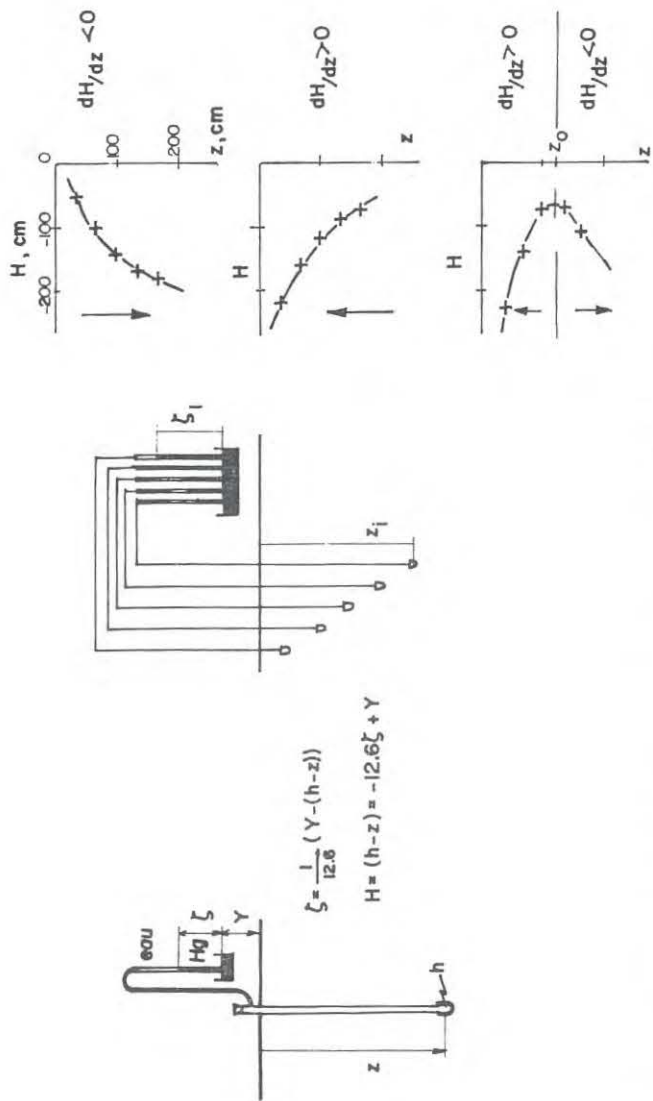 eau
Hg
ζ
Y
z
h
ζ = 1/12.6 (Y-(h-z))
H = (h-z) = -12.6ζ + Y
ζi
zi
H, cm
-200
-100
0
100
200
z, cm
dH/dz <0
H
z
dH/dz>0
H
z
z0
dH/dz> 0
dH/dz<0